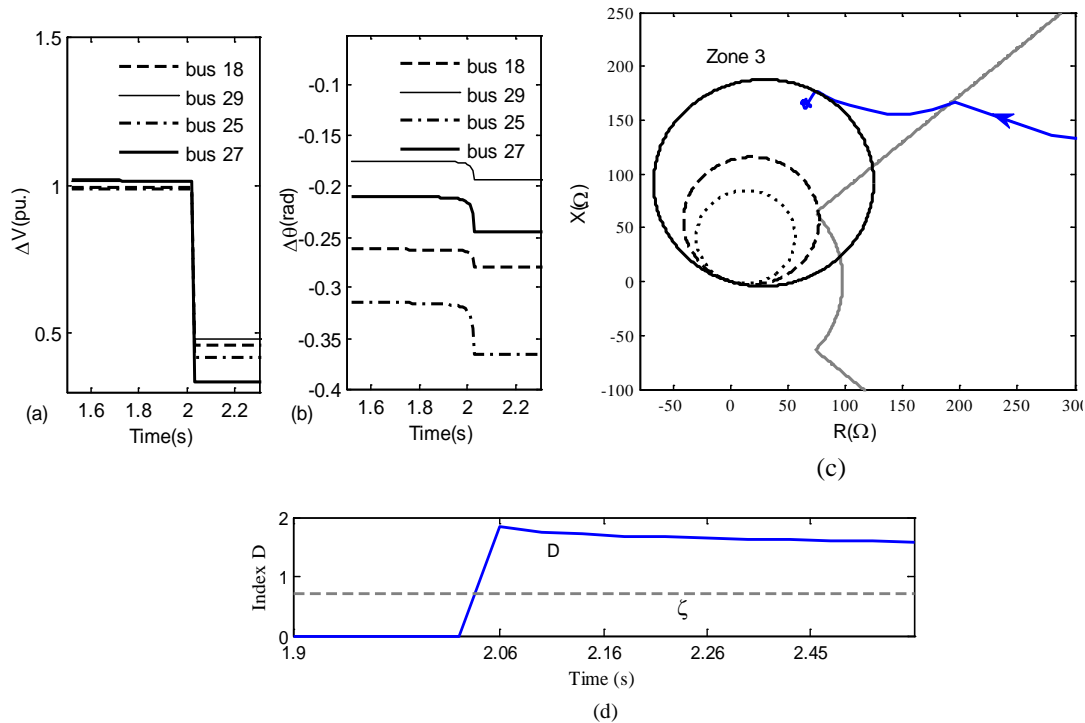 1.5
1
0.5
ΔV(pu.)
bus 18
bus 29
bus 25
bus 27
1.6 1.8 2 2.2
(a)
Time(s)
-0.1
-0.15
-0.2
-0.25
-0.3
-0.35
-0.4
Δθ(rad)
bus 18
bus 29
bus 25
bus 27
1.6 1.8 2 2.2
(b)
Time(s)
250
200
150
100
50
0
-50
-100
X(Ω)
Zone 3
-50 0 50 100 150 200 250 300
R(Ω)
(c)
2
1
0
Index D
D
ζ
1.9 2.06 2.16 2.26 2.45
Time (s)
(d)